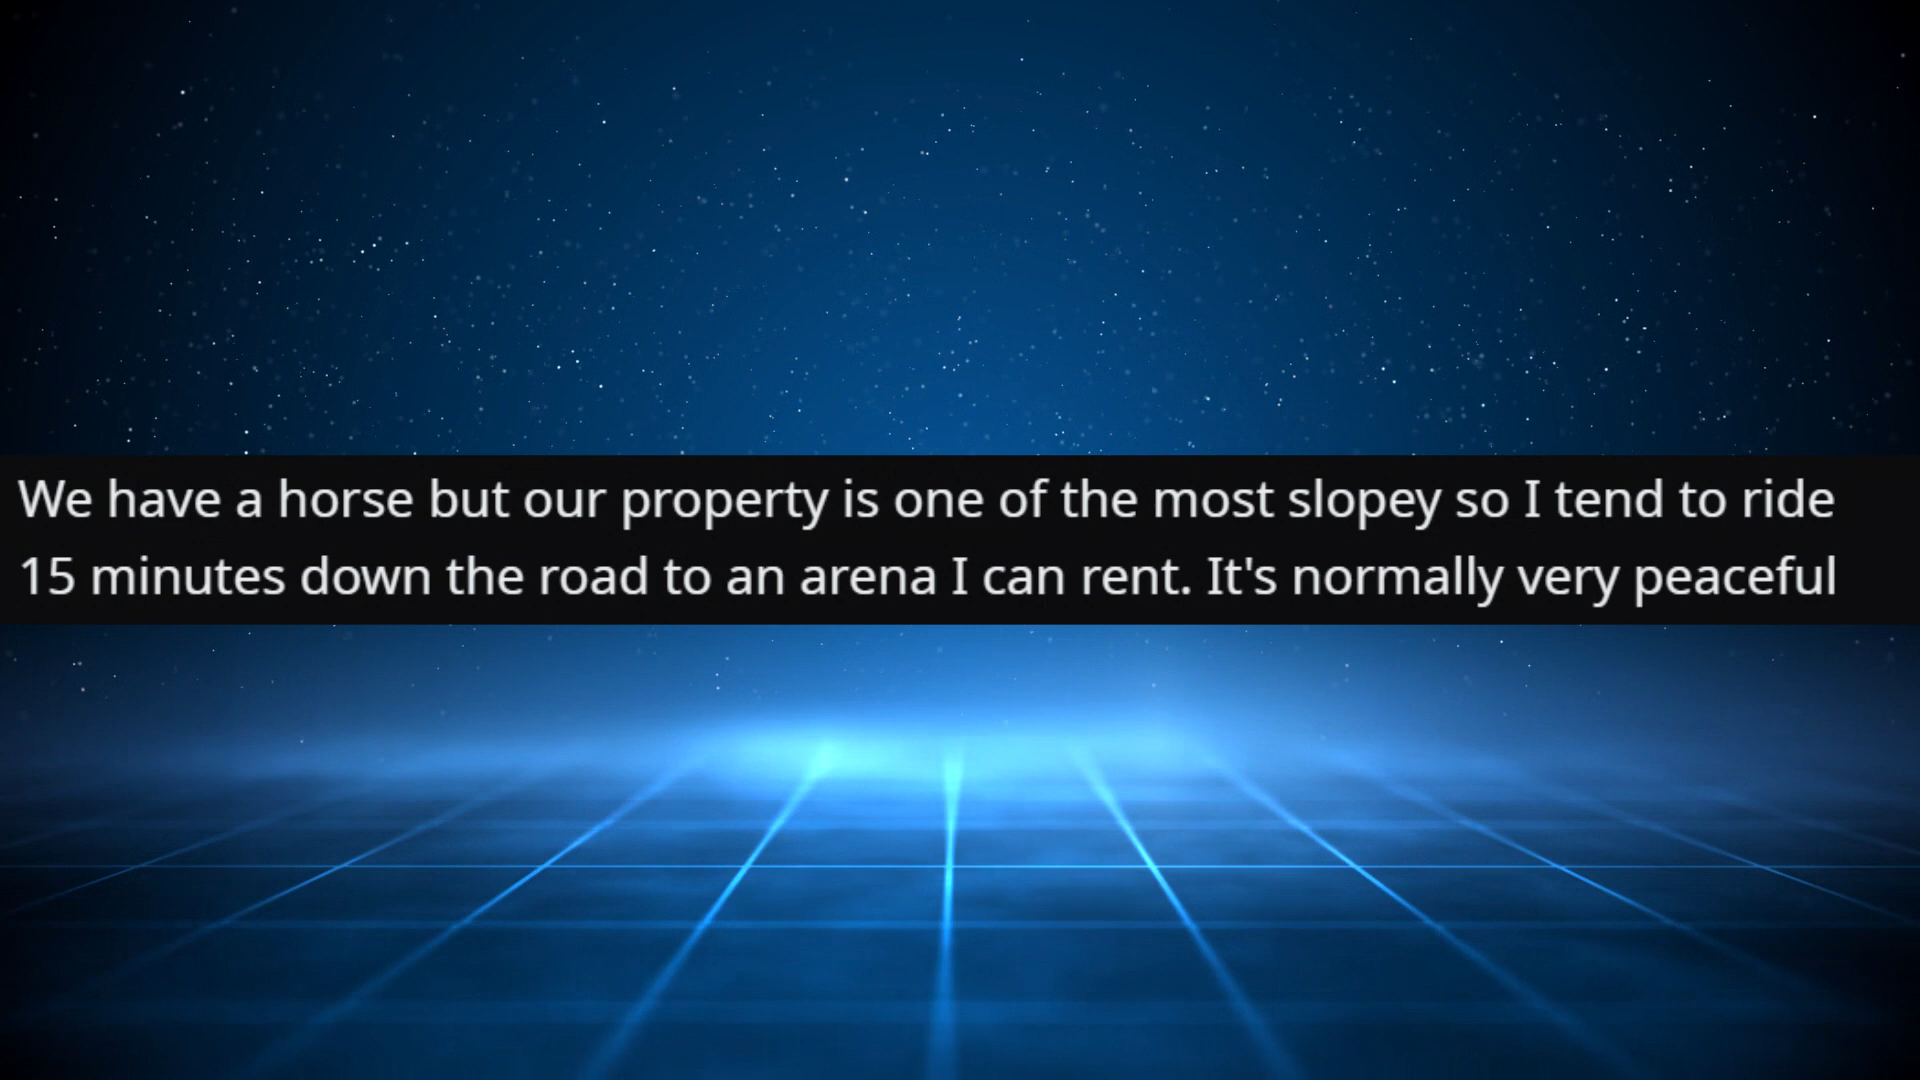 We have a horse but our property is one of the most slopey so I tend to ride
15 minutes down the road to an arena I can rent. It's normally very peaceful